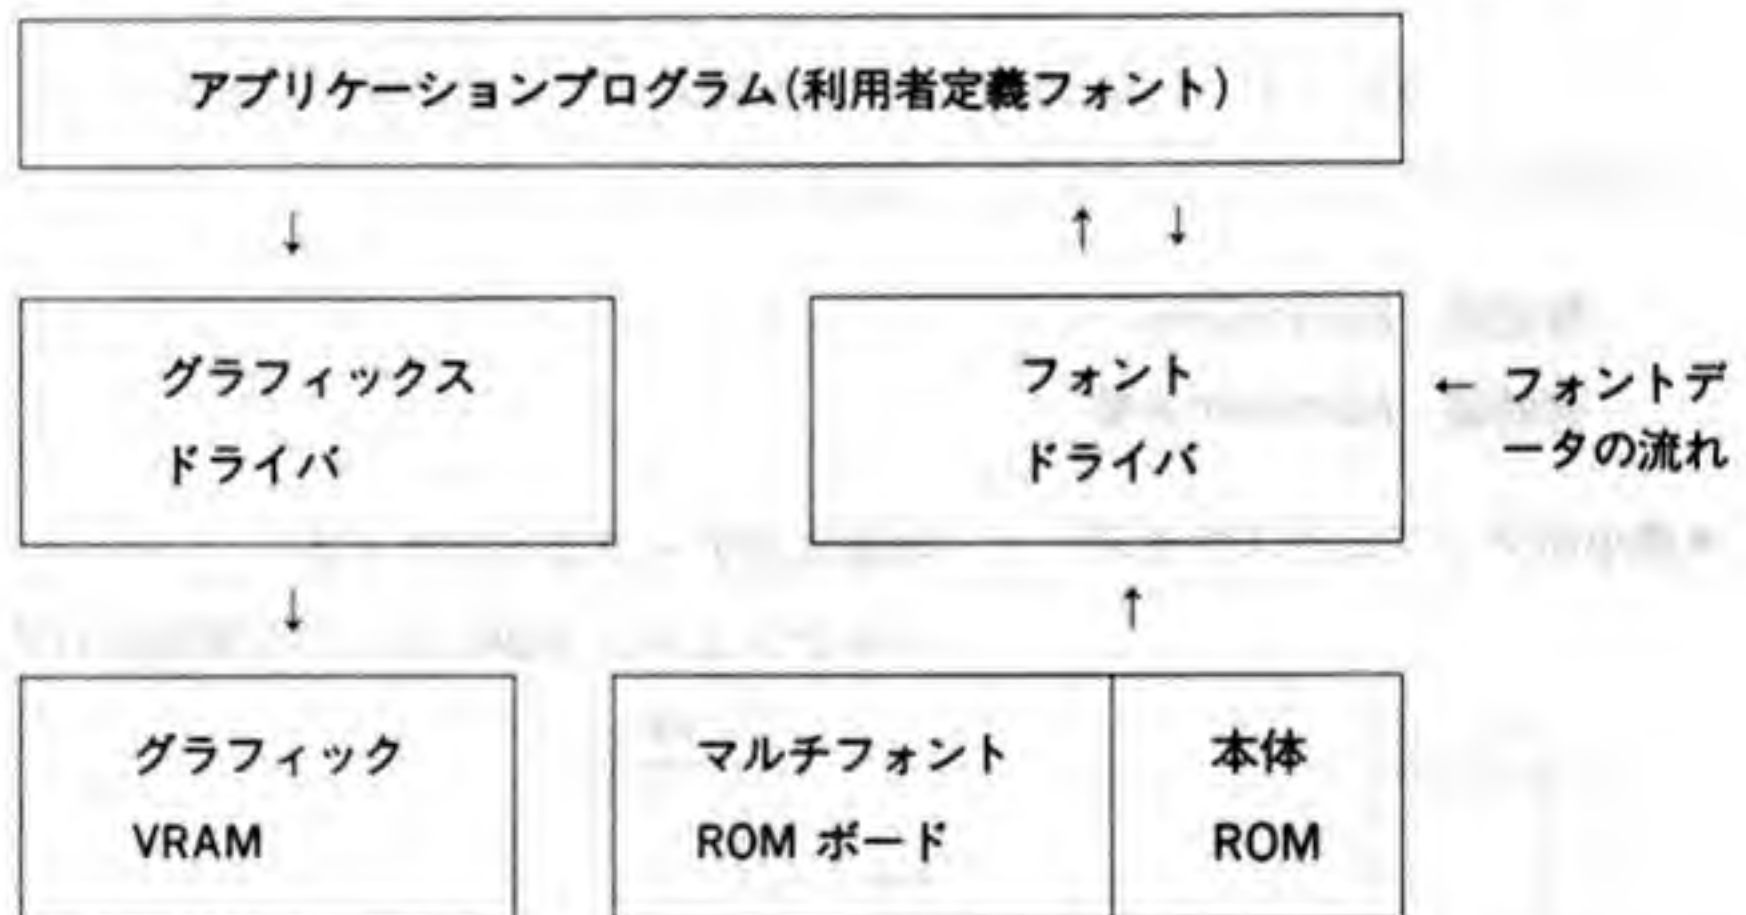 アプリケーションプログラム(利用者定義フォント)
↓
↑ ↓
グラフィックス
ドライバ
フォント
ドライバ
← フォントデ
ータの流れ
↓
↑
グラフィック
VRAM
マルチフォント
ROM ボード
本体
ROM